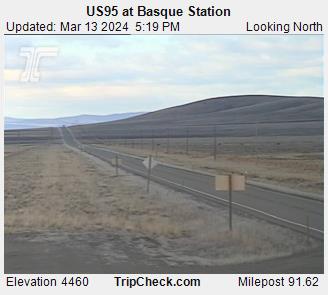 US95 at Basque Station
Updated: Mar 13 2024 5:19 PM Looking North
Elevation 4460 TripCheck.com Milepost 91.62